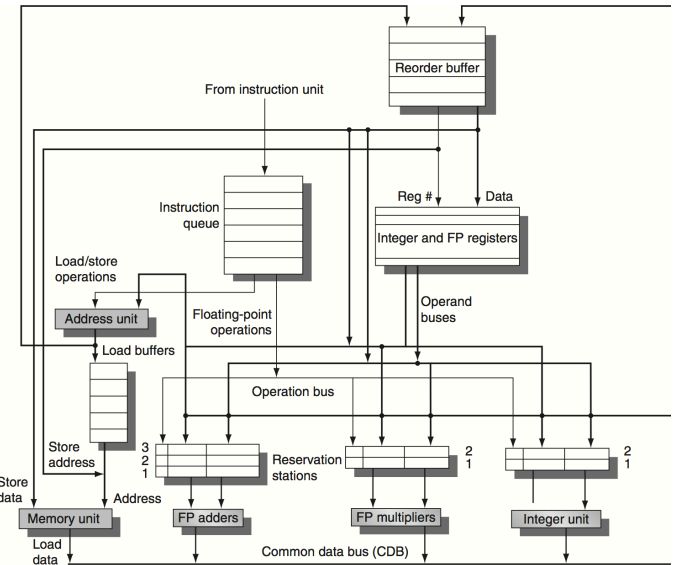 Reorder buffer
From instruction unit
Reg #
Data
Instruction
queue
Integer and FP registers
Load/store
operations
Operand
buses
Address unit
Floating-point
operations
Load buffers
Operation bus
Store
address
3
2
1
Reservation
stations
2
1
2
1
Store
data
Address
Memory unit
FP adders
FP multipliers
Integer unit
Load
data
Common data bus (CDB)